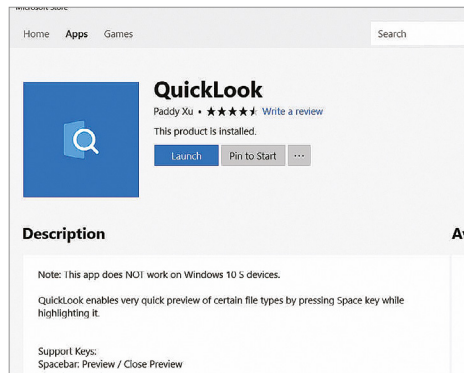 Microsoft Store
Home Apps Games Search
QuickLook
Paddy Xu • ★★★★★ Write a review
This product is installed.
Launch Pin to Start ···
Description
Note: This app does NOT work on Windows 10 S devices.
QuickLook enables very quick preview of certain file types by pressing Space key while
highlighting it.
Support Keys:
Spacebar: Preview / Close Preview